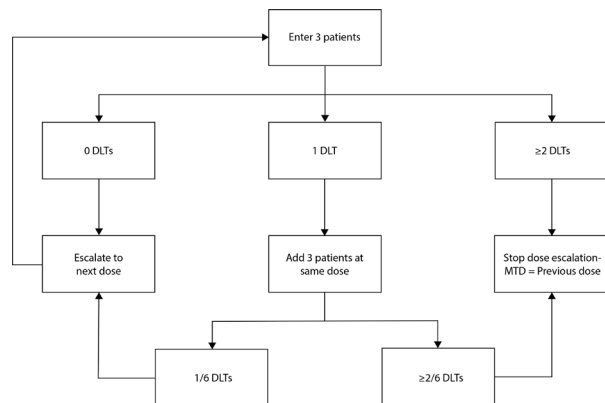 Enter 3 patients
0 DLTs
1 DLT
≥2 DLTs
Escalate to
next dose
Add 3 patients at
same dose
Stop dose escalation-
MTD = Previous dose
1/6 DLTs
≥2/6 DLTs